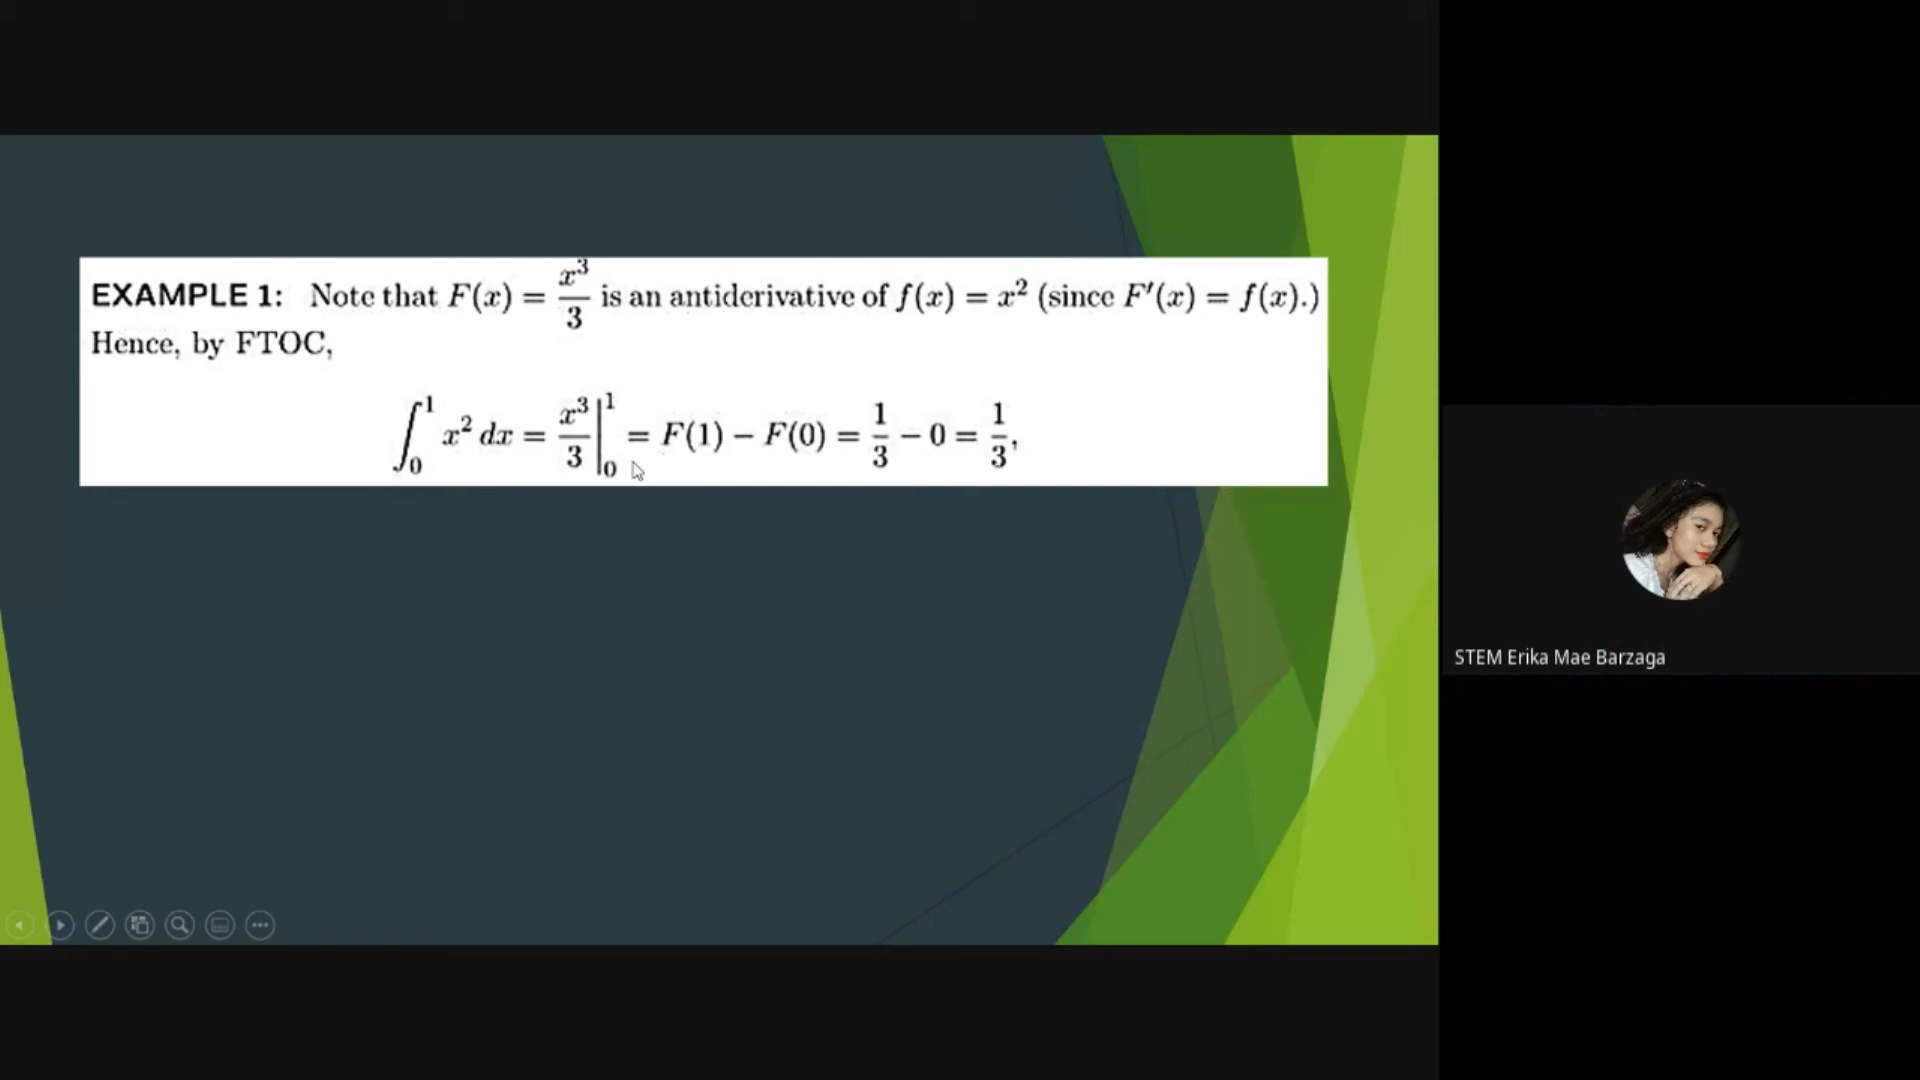 EXAMPLE 1: Note that F(x) = x³/3 is an antiderivative of f(x) = x² (since F′(x) = f(x).)
Hence, by FTOC,
∫₀¹ x² dx = x³/3 |₀¹ = F(1) − F(0) = 1/3 − 0 = 1/3,
STEM Erika Mae Barzaga